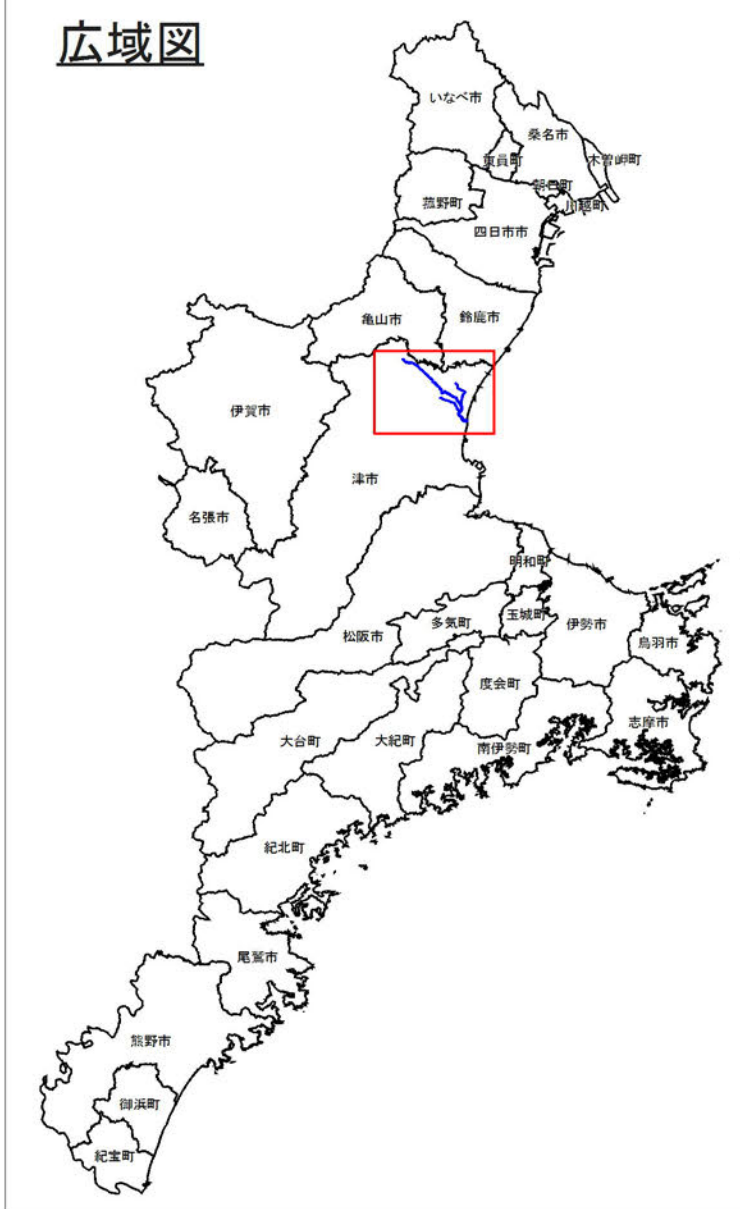 広域図
いなべ市
桑名市
東員町
木曽岬町
朝日町
菰野町
川越町
四日市市
亀山市
鈴鹿市
伊賀市
津市
名張市
明和町
多気町
玉城町
伊勢市
松阪市
鳥羽市
度会町
志摩市
大台町
大紀町
南伊勢町
紀北町
尾鷲市
熊野市
御浜町
紀宝町